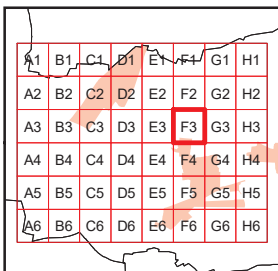 A1 B1 C1 D1 E1 F1 G1 H1
A2 B2 C2 D2 E2 F2 G2 H2
A3 B3 C3 D3 E3 F3 G3 H3
A4 B4 C4 D4 E4 F4 G4 H4
A5 B5 C5 D5 E5 F5 G5 H5
A6 B6 C6 D6 E6 F6 G6 H6